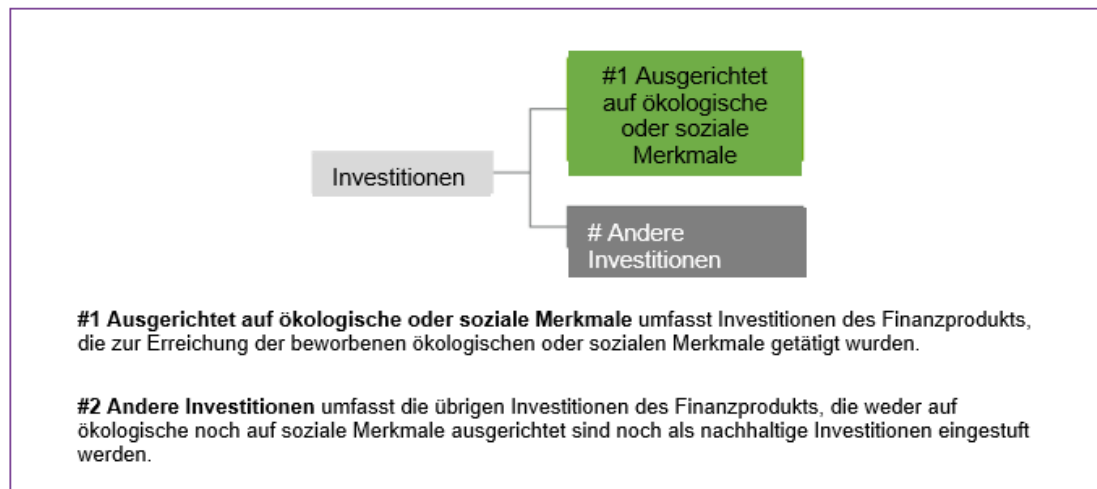 #1 Ausgerichtet
auf ökologische
oder soziale
Merkmale
Investitionen
# Andere
Investitionen
#1 Ausgerichtet auf ökologische oder soziale Merkmale umfasst Investitionen des Finanzprodukts,
die zur Erreichung der beworbenen ökologischen oder sozialen Merkmale getätigt wurden.
#2 Andere Investitionen umfasst die übrigen Investitionen des Finanzprodukts, die weder auf
ökologische noch auf soziale Merkmale ausgerichtet sind noch als nachhaltige Investitionen eingestuft
werden.